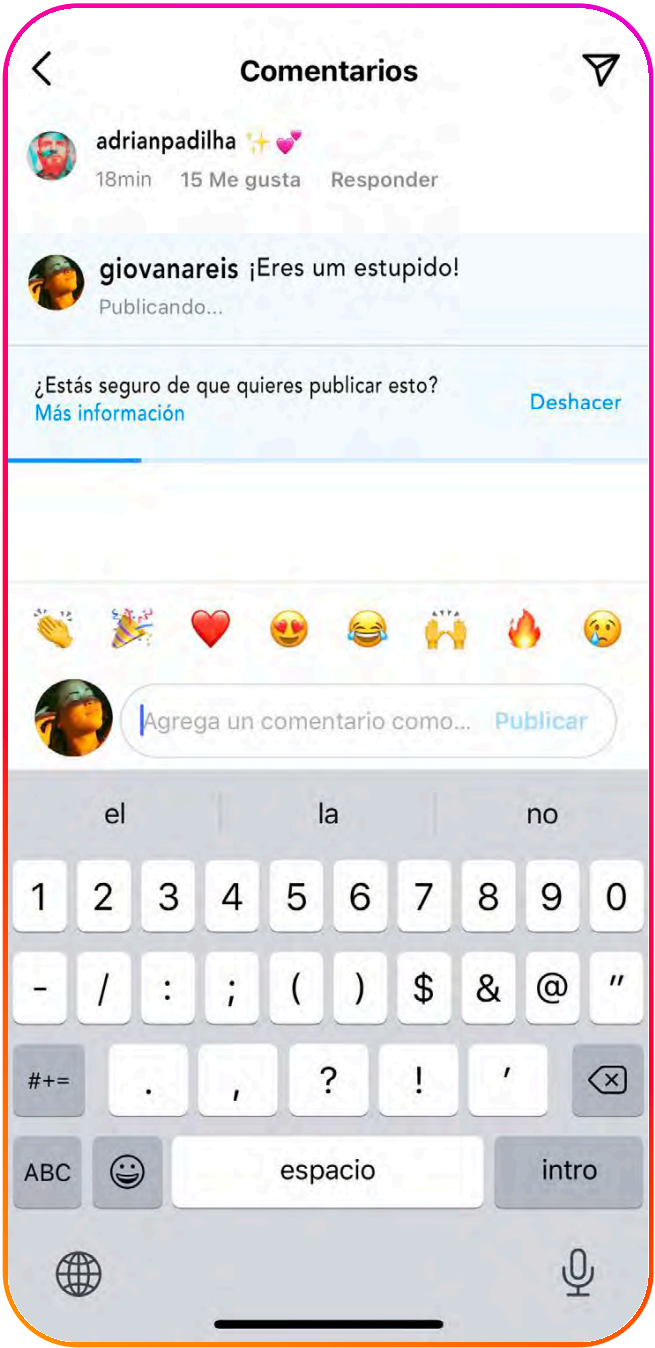 Comentarios
adrianpadilha ✨ 💕
18min 15 Me gusta Responder
giovanareis ¡Eres um estupido!
Publicando...
¿Estás seguro de que quieres publicar esto?
Más información
Deshacer
👏 🎉 ❤️ 😍 😂 🙌 🔥 😢
Agrega un comentario como... Publicar
el la no
1 2 3 4 5 6 7 8 9 0
- / : ; ( ) $ & @ "
#+= . , ? ! '
ABC espacio intro